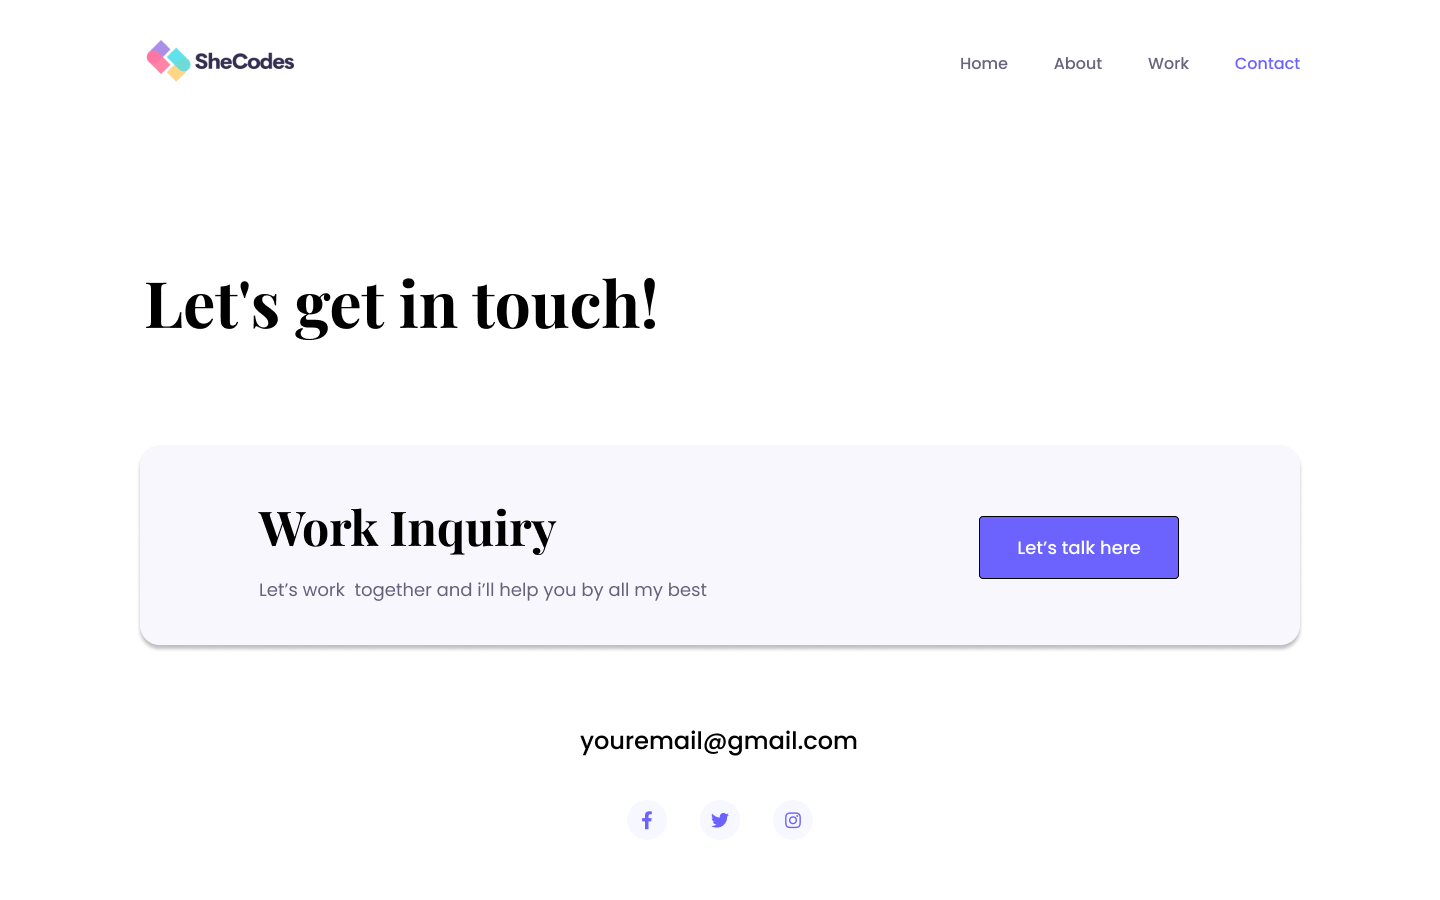 SheCodes
Home About Work Contact
Let's get in touch!
Work Inquiry
Let’s talk here
Let’s work  together and i’ll help you by all my best
youremail@gmail.com